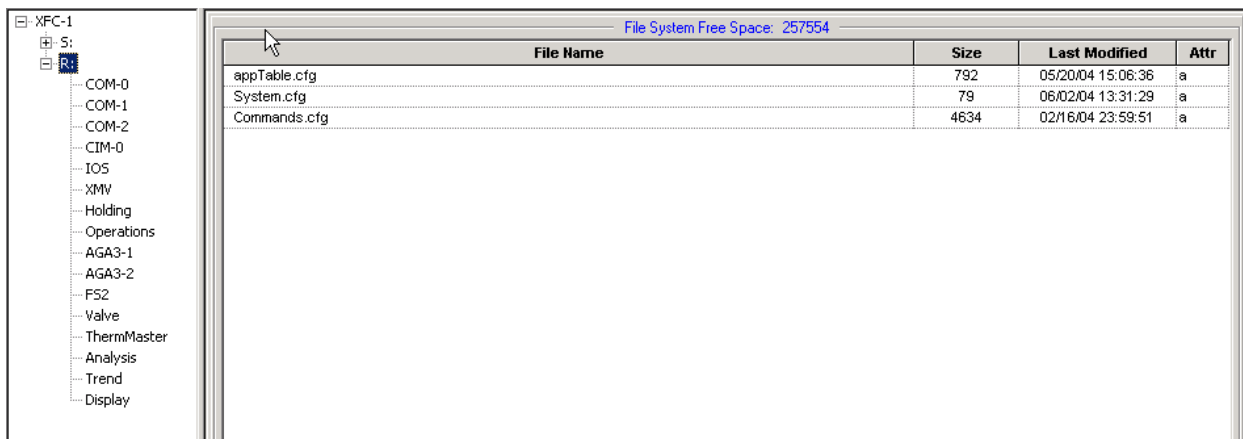 XFC-1
S:
R:
COM-0
COM-1
COM-2
CIM-0
IOS
XMV
Holding
Operations
AGA3-1
AGA3-2
FS2
Valve
ThermMaster
Analysis
Trend
Display
File System Free Space: 257554
File Name Size Last Modified Attr
appTable.cfg 792 05/20/04 15:06:36 a
System.cfg 79 06/02/04 13:31:29 a
Commands.cfg 4634 02/16/04 23:59:51 a